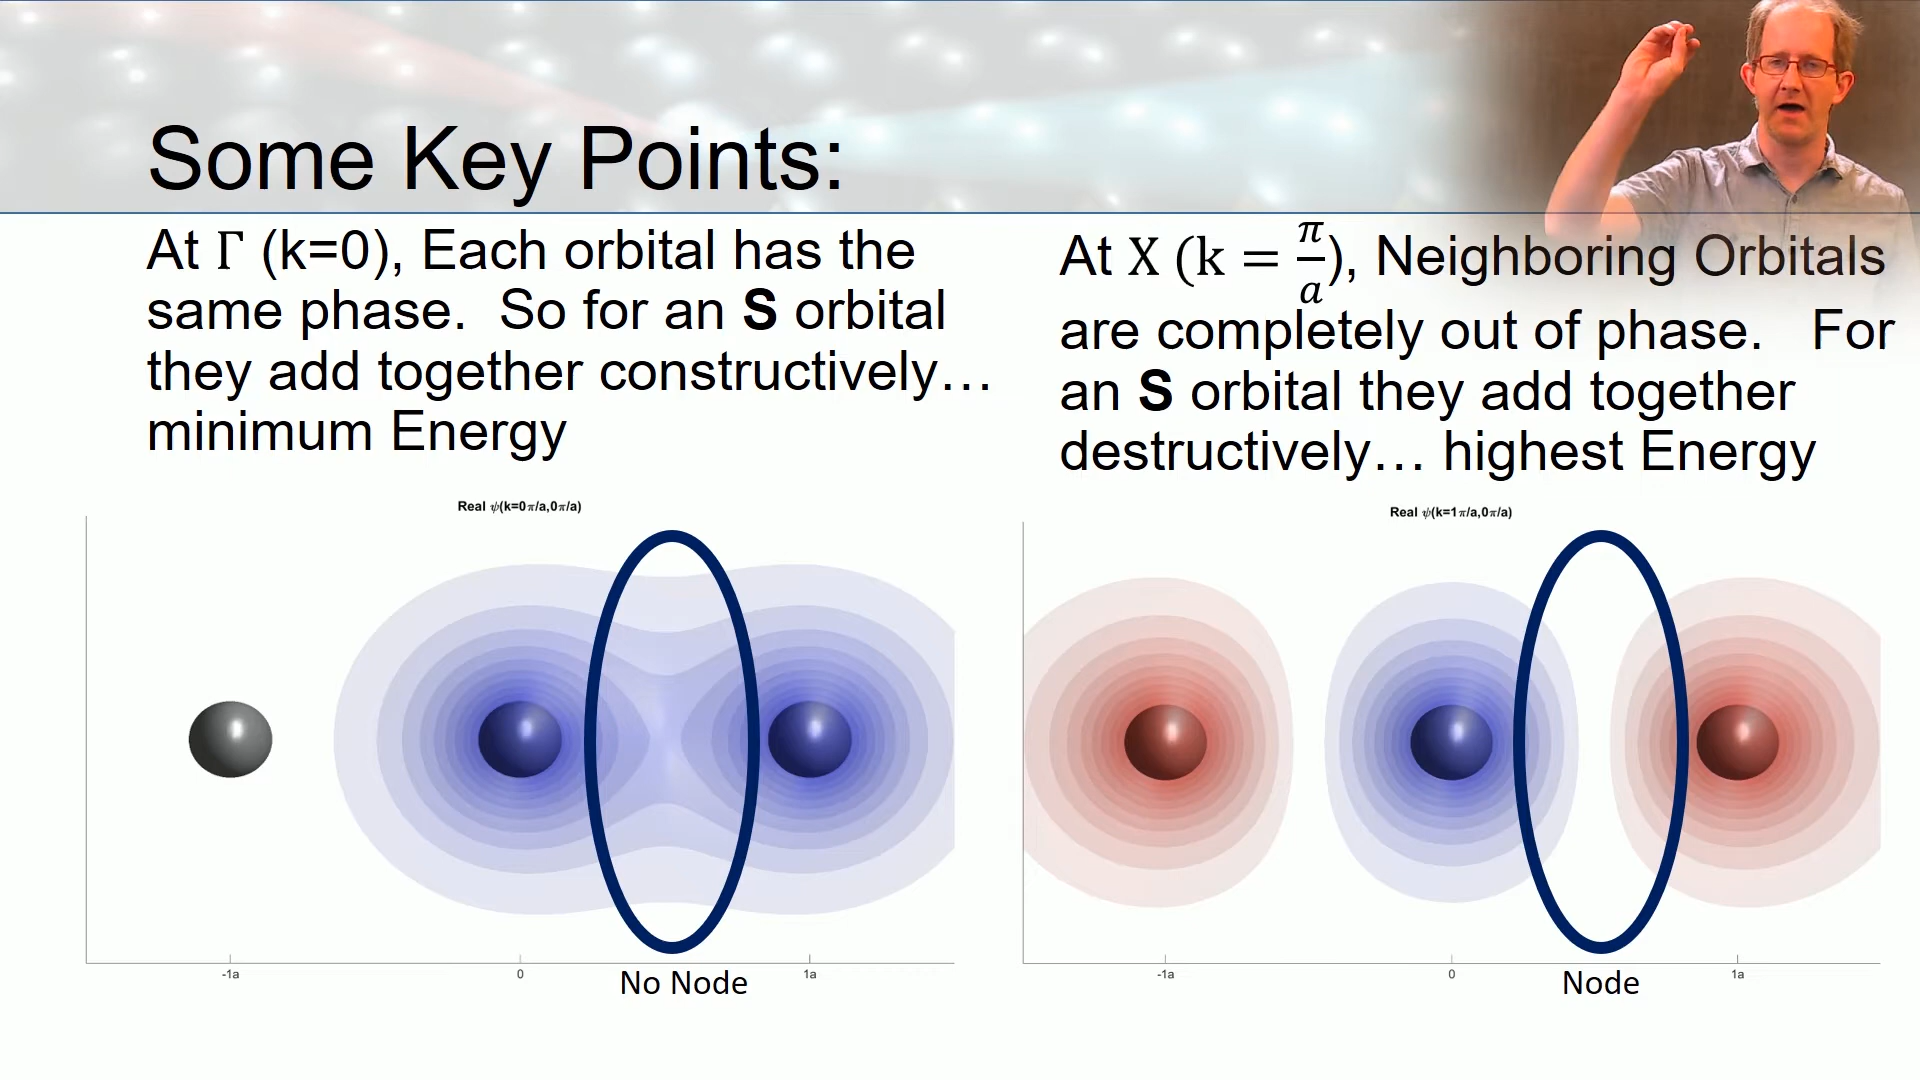 Some Key Points:
At Γ (k=0), Each orbital has the
same phase.  So for an S orbital
they add together constructively…
minimum Energy
At X (k = π/a), Neighboring Orbitals
are completely out of phase.   For
an S orbital they add together
destructively… highest Energy
Real ψ(k=0π/a,0π/a)
-1a 0 1a
No Node
Real ψ(k=1π/a,0π/a)
-1a 0 1a
Node